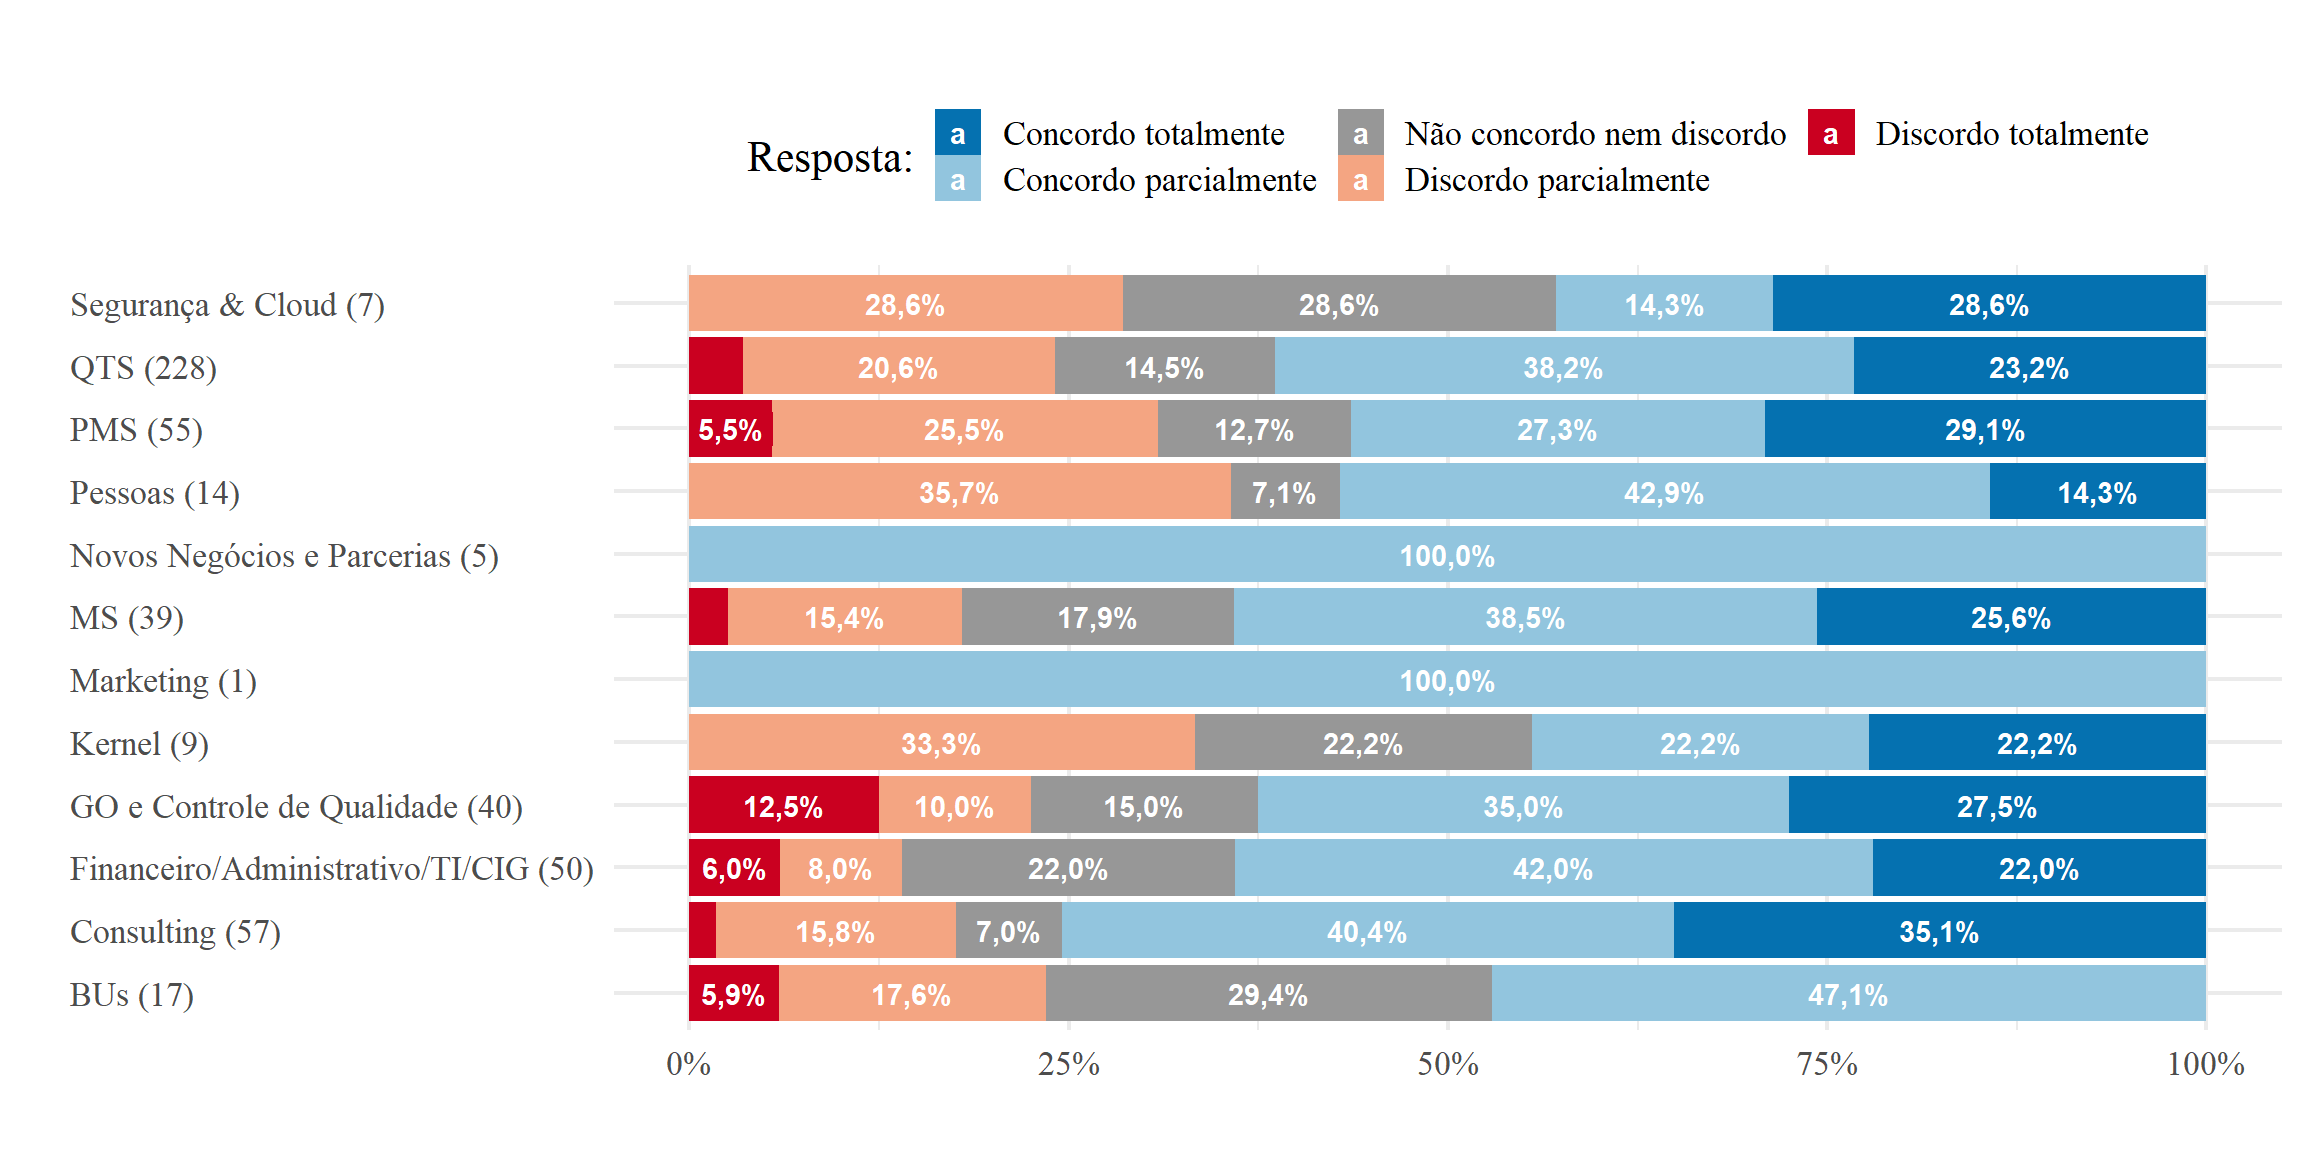 Resposta:
a Concordo totalmente a Não concordo nem discordo a Discordo totalmente
a Concordo parcialmente a Discordo parcialmente
Segurança & Cloud (7) 28,6% 28,6% 14,3% 28,6%
QTS (228) 20,6% 14,5% 38,2% 23,2%
PMS (55) 5,5% 25,5% 12,7% 27,3% 29,1%
Pessoas (14) 35,7% 7,1% 42,9% 14,3%
Novos Negócios e Parcerias (5) 100,0%
MS (39) 15,4% 17,9% 38,5% 25,6%
Marketing (1) 100,0%
Kernel (9) 33,3% 22,2% 22,2% 22,2%
GO e Controle de Qualidade (40) 12,5% 10,0% 15,0% 35,0% 27,5%
Financeiro/Administrativo/TI/CIG (50) 6,0% 8,0% 22,0% 42,0% 22,0%
Consulting (57) 15,8% 7,0% 40,4% 35,1%
BUs (17) 5,9% 17,6% 29,4% 47,1%
0% 25% 50% 75% 100%